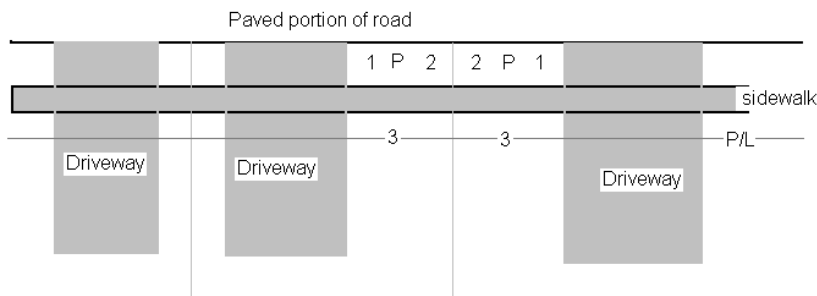 Paved portion of road
1 P 2 2 P 1
sidewalk
3 3 P/L
Driveway Driveway Driveway